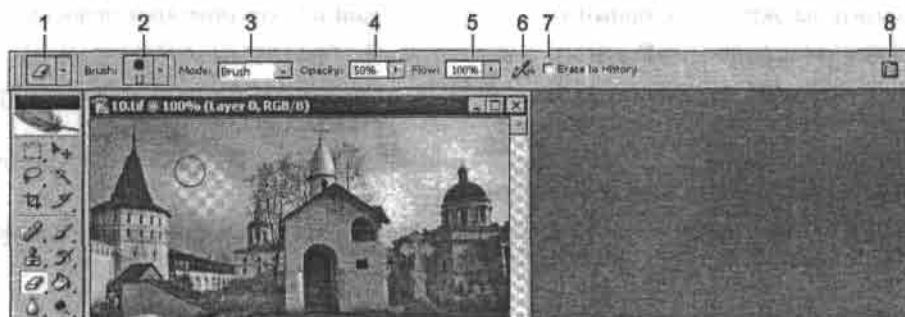 1 2 3 4 5 6 7 8
Brush: 13 Mode: Brush Opacity: 50% Flow: 100% Erase to History
10.tif @ 100% (Layer 0, RGB/8)